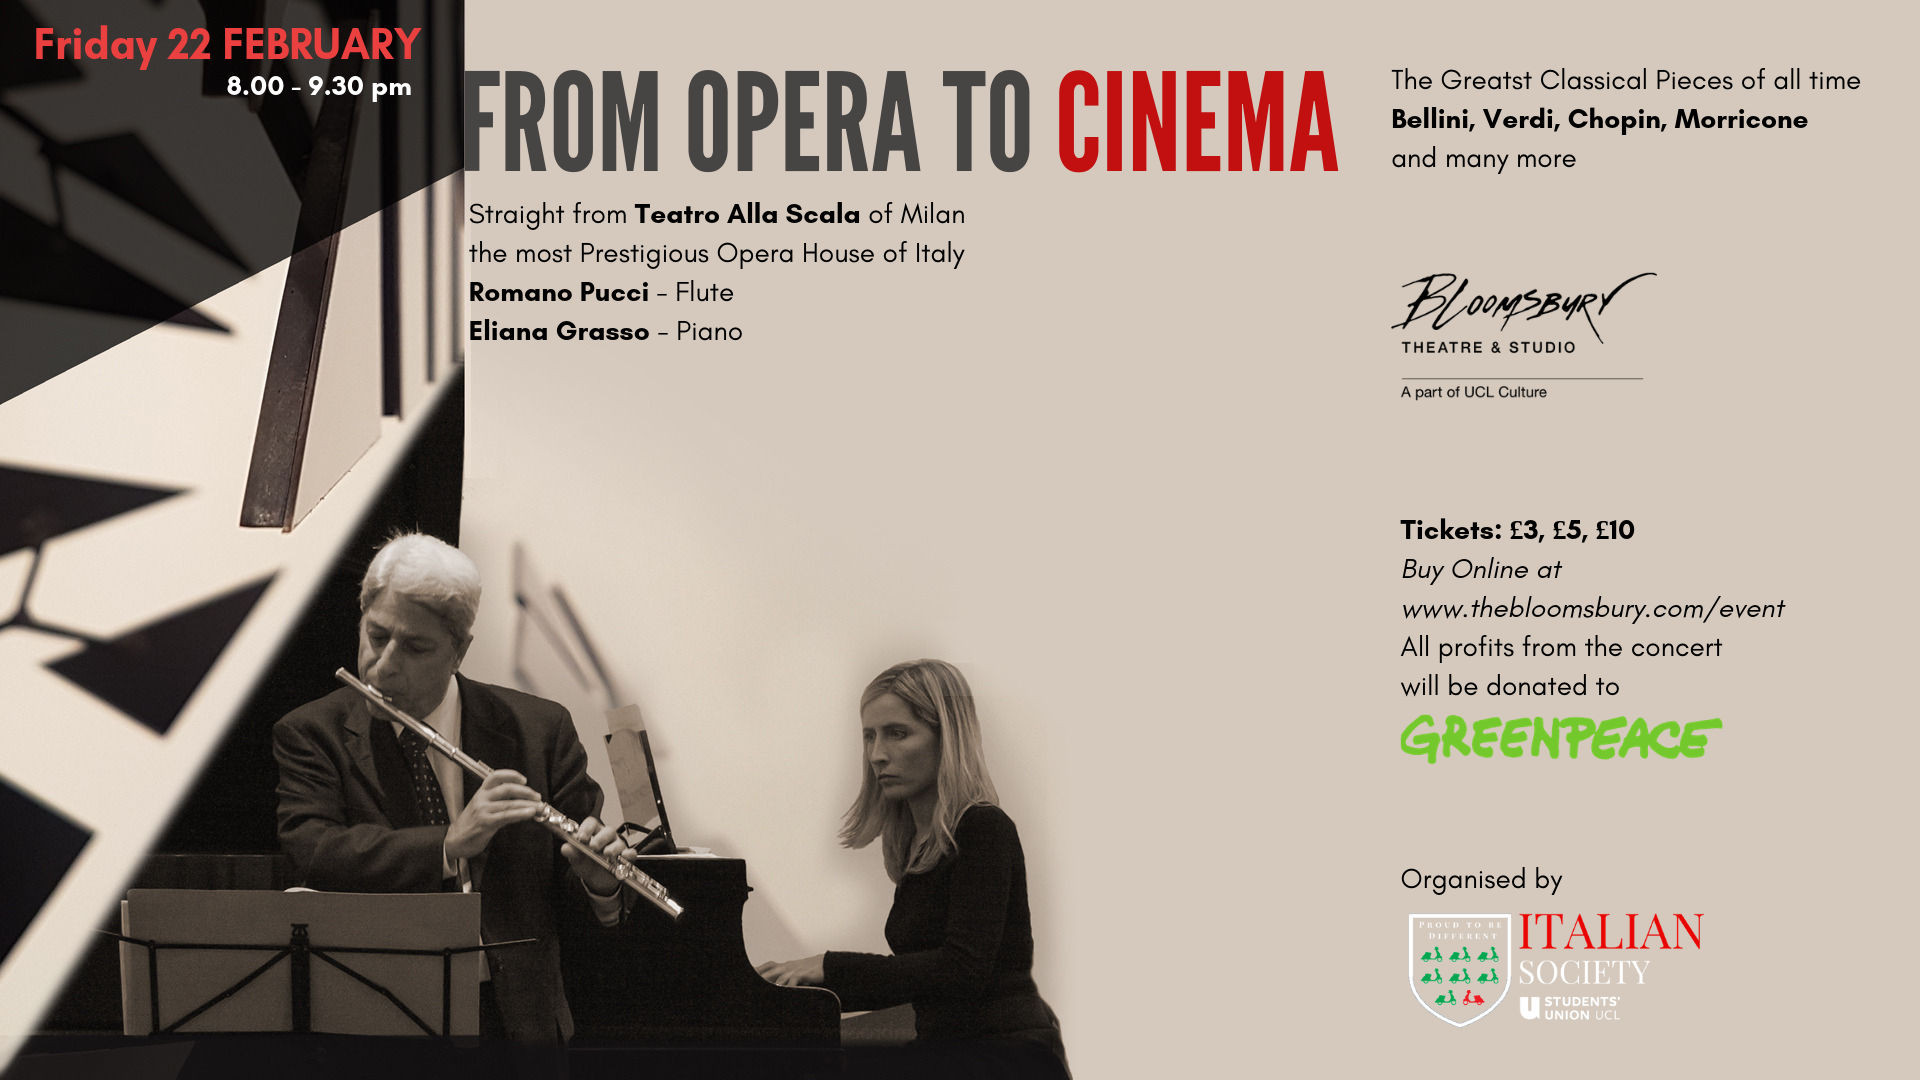 Friday 22 FEBRUARY
8.00 - 9.30 pm
FROM OPERA TO CINEMA
Straight from Teatro Alla Scala of Milan
the most Prestigious Opera House of Italy
Romano Pucci - Flute
Eliana Grasso - Piano
The Greatst Classical Pieces of all time
Bellini, Verdi, Chopin, Morricone
and many more
BLOOMSBURY
THEATRE & STUDIO
A part of UCL Culture
Tickets: £3, £5, £10
Buy Online at
www.thebloomsbury.com/event
All profits from the concert
will be donated to
GREENPEACE
Organised by
PROUD TO BE
DIFFERENT
ITALIAN
SOCIETY
STUDENTS'
UNION UCL